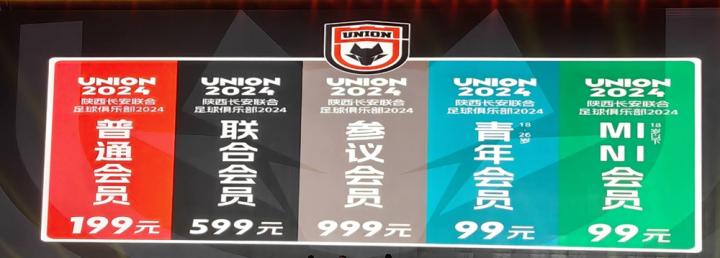 UNION
UNION
2024
陕西长安联合
足球俱乐部2024
普通会员
199元
UNION
2024
陕西长安联合
足球俱乐部2024
联合会员
599元
UNION
2024
陕西长安联合
足球俱乐部2024
参议会员
999元
UNION
2024
陕西长安联合
足球俱乐部2024
青年会员
18-26岁
99元
UNION
2024
陕西长安联合
足球俱乐部2024
MINI会员
99元